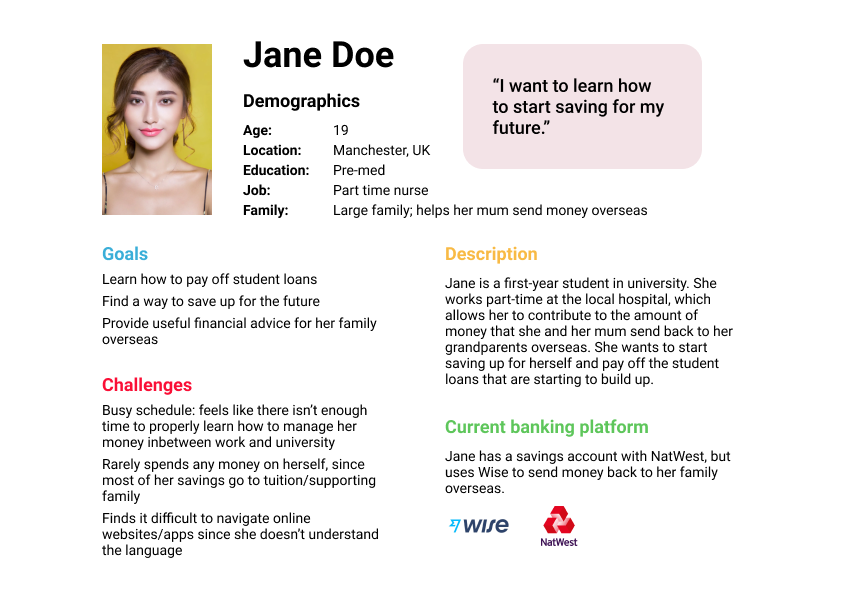 Jane Doe
Demographics
Age: 19
Location: Manchester, UK
Education: Pre-med
Job: Part time nurse
Family: Large family; helps her mum send money overseas
“I want to learn how
to start saving for my
future.”
Goals
Learn how to pay off student loans
Find a way to save up for the future
Provide useful financial advice for her family
overseas
Challenges
Busy schedule: feels like there isn’t enough
time to properly learn how to manage her
money inbetween work and university
Rarely spends any money on herself, since
most of her savings go to tuition/supporting
family
Finds it difficult to navigate online
websites/apps since she doesn’t understand
the language
Description
Jane is a first-year student in university. She
works part-time at the local hospital, which
allows her to contribute to the amount of
money that she and her mum send back to her
grandparents overseas. She wants to start
saving up for herself and pay off the student
loans that are starting to build up.
Current banking platform
Jane has a savings account with NatWest, but
uses Wise to send money back to her family
overseas.
WISE
NatWest